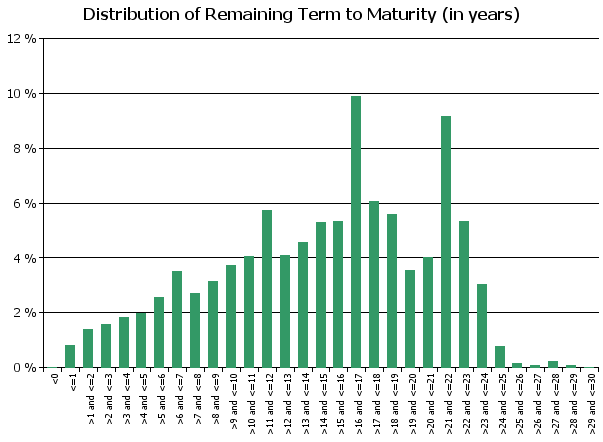 Distribution of Remaining Term to Maturity (in years)
12 %
10 %
8 %
6 %
4 %
2 %
0 %
<0
<=1
>1 and <=2
>2 and <=3
>3 and <=4
>4 and <=5
>5 and <=6
>6 and <=7
>7 and <=8
>8 and <=9
>9 and <=10
>10 and <=11
>11 and <=12
>12 and <=13
>13 and <=14
>14 and <=15
>15 and <=16
>16 and <=17
>17 and <=18
>18 and <=19
>19 and <=20
>20 and <=21
>21 and <=22
>22 and <=23
>23 and <=24
>24 and <=25
>25 and <=26
>26 and <=27
>27 and <=28
>28 and <=29
>29 and <=30